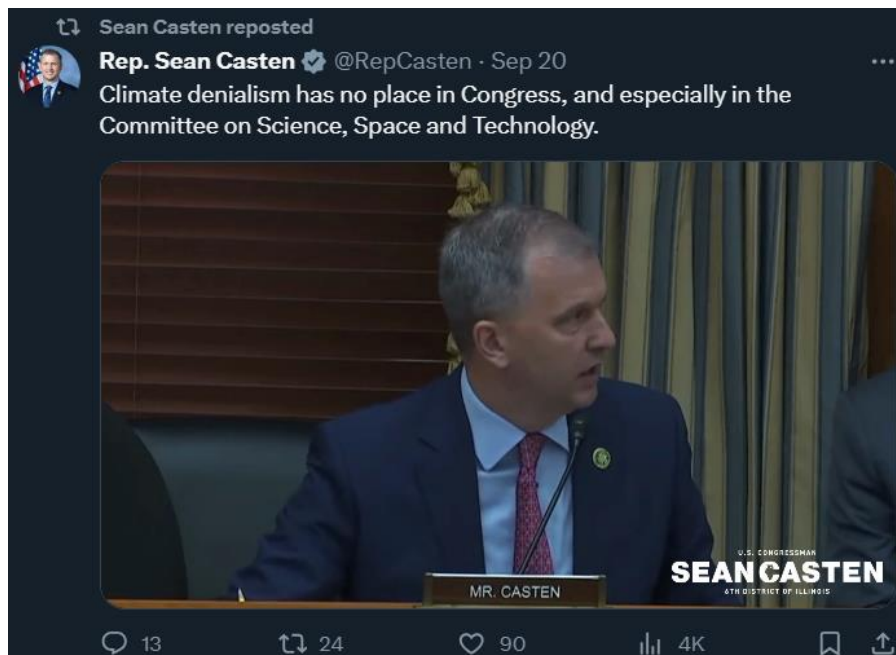 Sean Casten reposted
Rep. Sean Casten @RepCasten · Sep 20
Climate denialism has no place in Congress, and especially in the
Committee on Science, Space and Technology.
MR. CASTEN
U.S. CONGRESSMAN
SEAN CASTEN
6TH DISTRICT OF ILLINOIS
13 24 90 4K